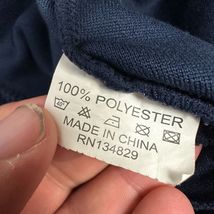 100% POLYESTER
MADE IN CHINA
RN134829